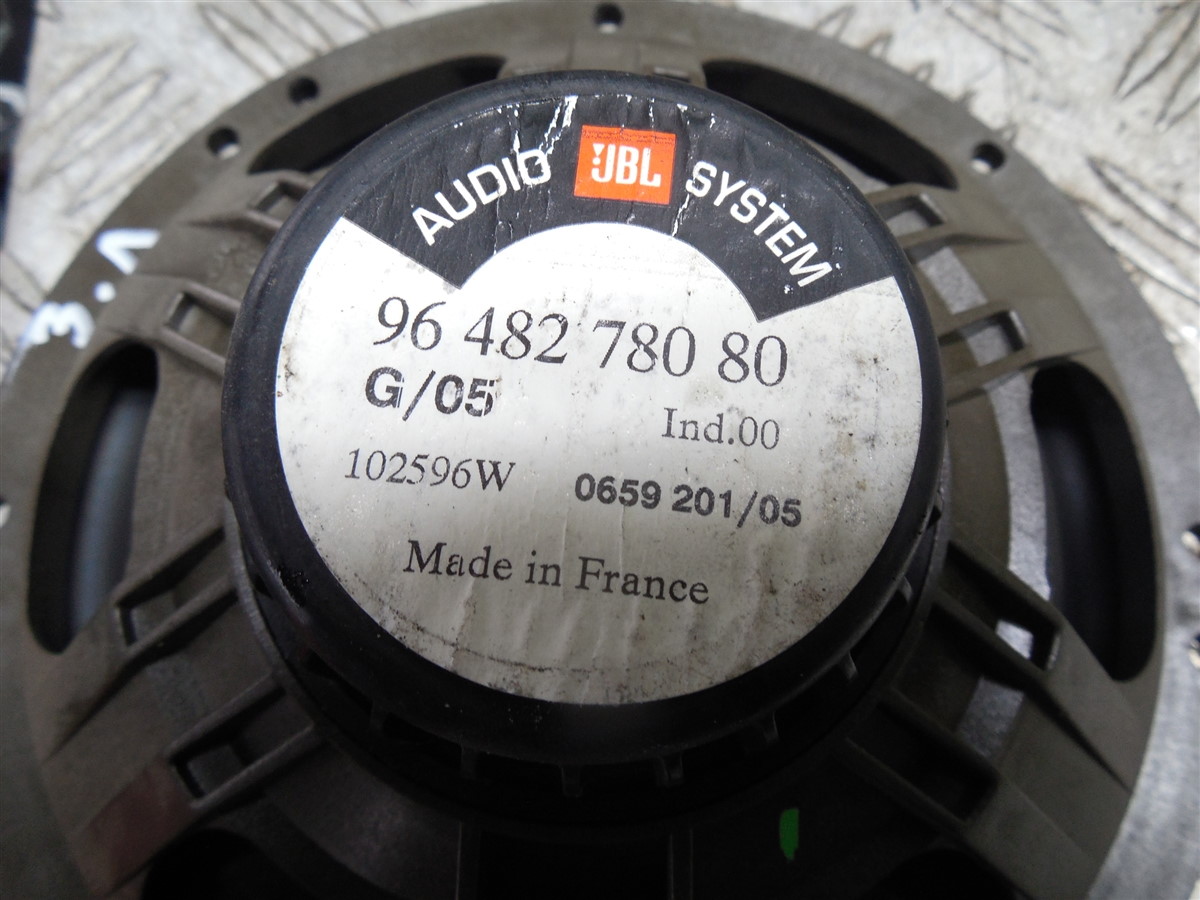 AUDIO JBL SYSTEM
96 482 780 80
G/05
Ind.00
102596W
0659 201/05
Made in France